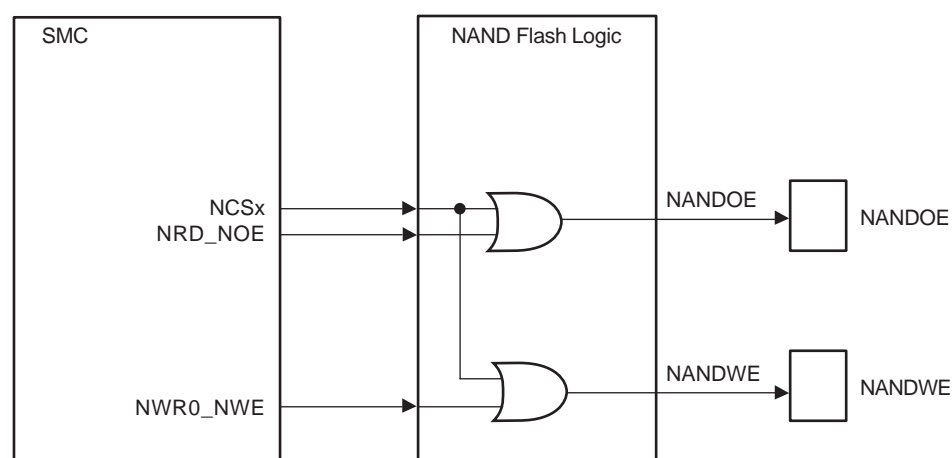 SMC
NAND Flash Logic
NCSx
NRD_NOE
NANDOE
NANDOE
NWR0_NWE
NANDWE
NANDWE